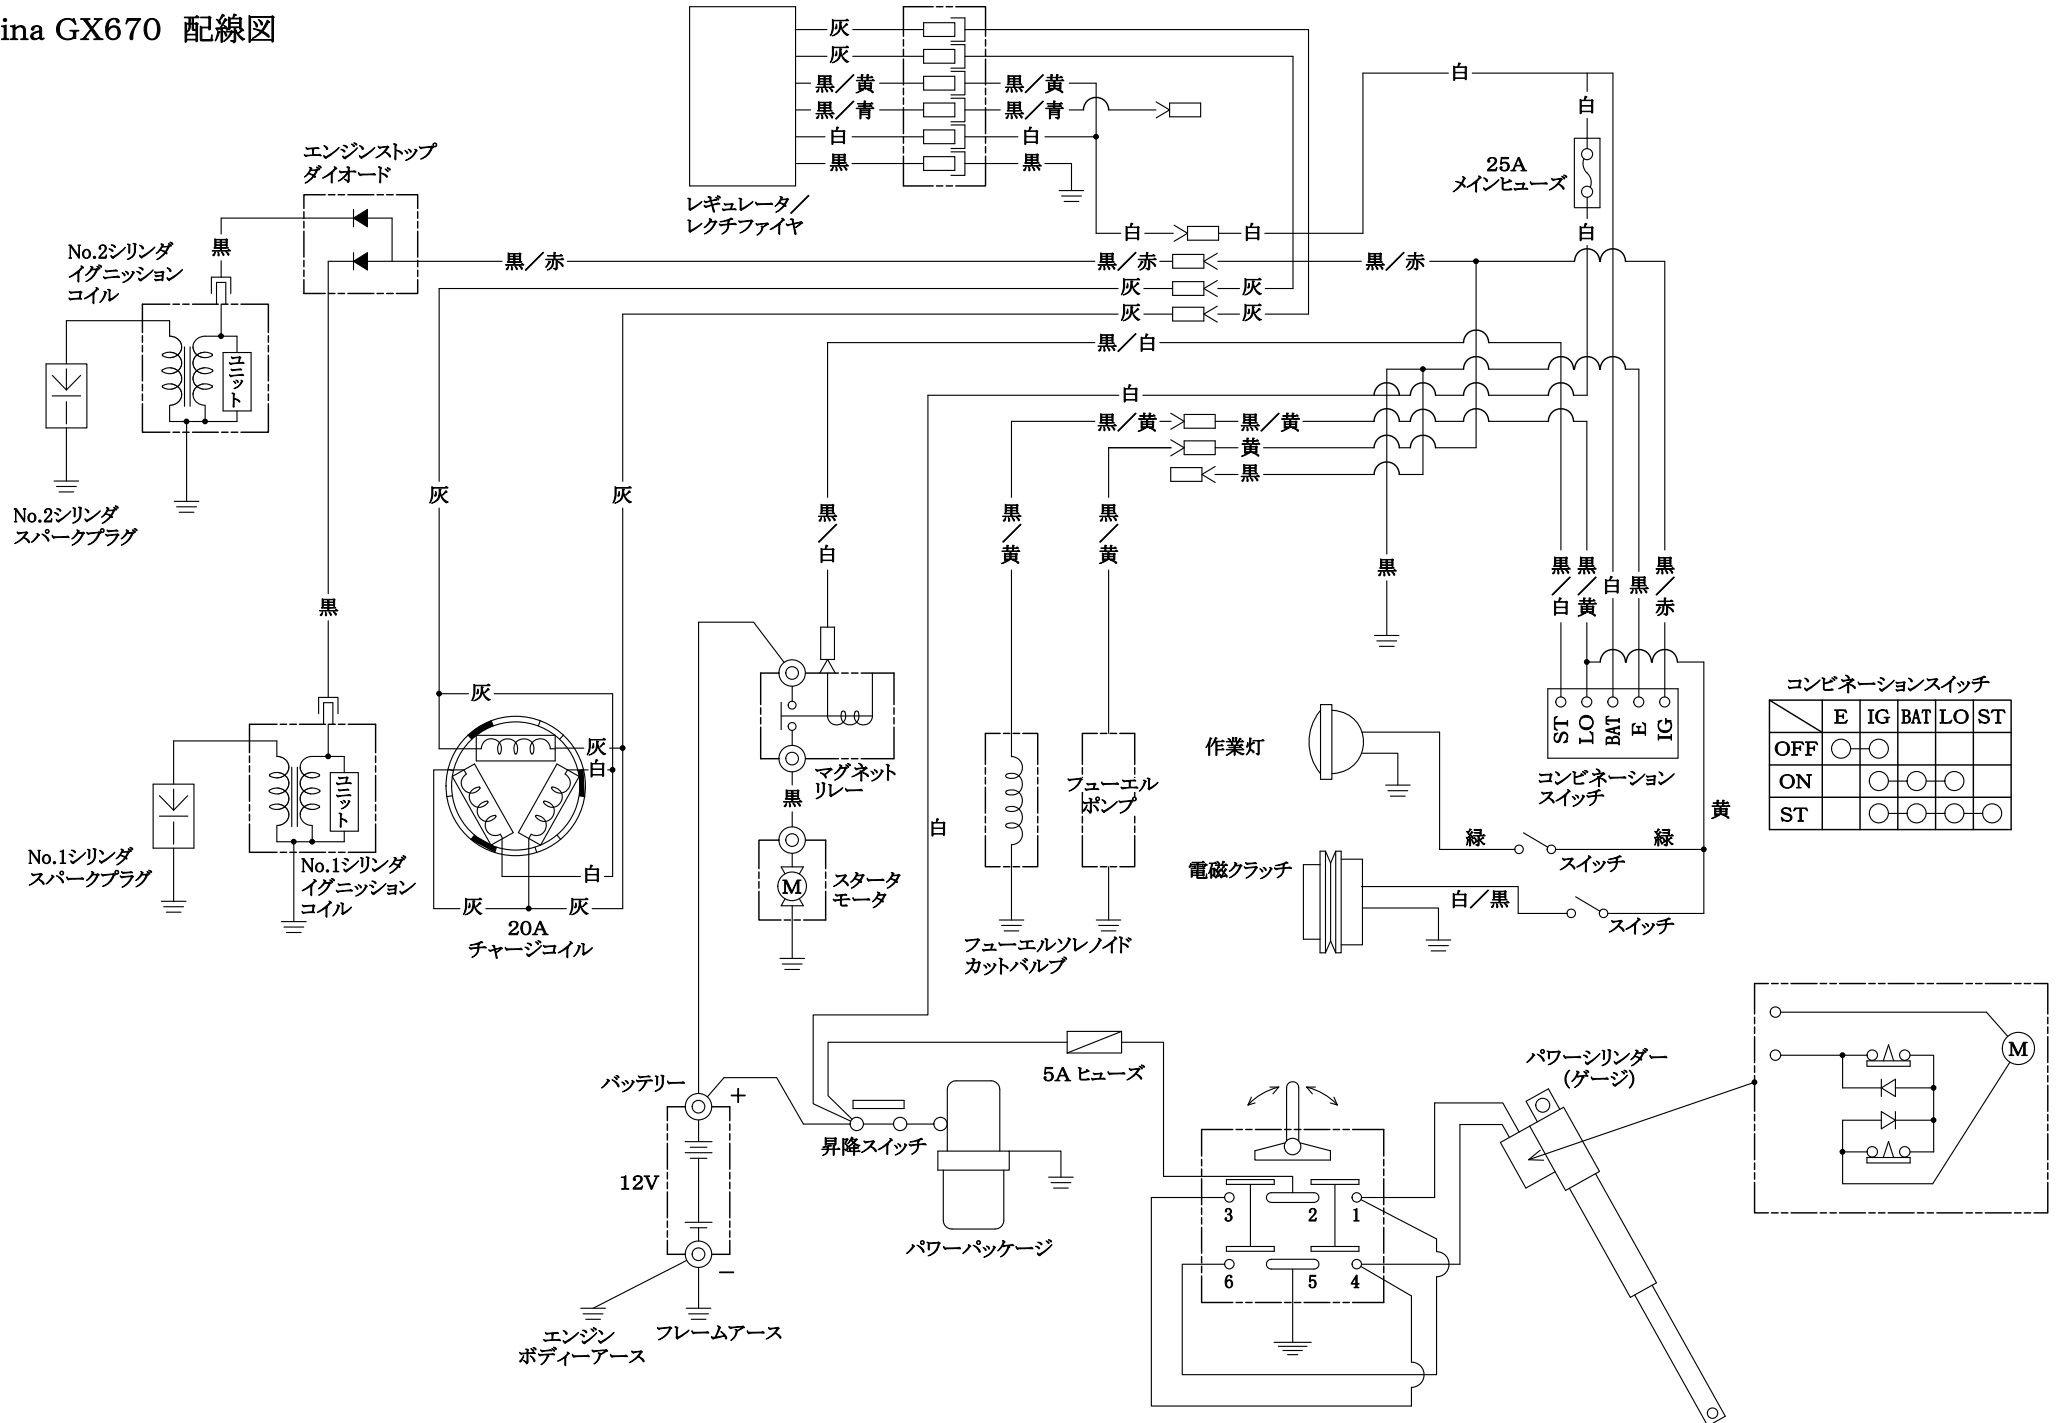 ina GX670 配線図
灰
灰
黒／黄
黒／黄
黒／青
黒／青
白
白
黒
黒
レギュレータ／
レクチファイヤ
白
白
25A
メインヒューズ
白
エンジンストップ
ダイオード
黒
No.2シリンダ
イグニッション
コイル
ユニット
No.2シリンダ
スパークプラグ
白
白
黒／赤
黒／赤
黒／赤
灰
灰
灰
灰
黒／白
白
黒／黄
黒／黄
黄
黒
灰
灰
黒／白
黒／黄
黒／黄
黒
黒／白
黒／黄
白
黒
黒／赤
黒
灰
灰
白
白
灰
灰
20A
チャージコイル
ユニット
No.1シリンダ
イグニッション
コイル
No.1シリンダ
スパークプラグ
マグネット
リレー
黒
M
スタータ
モータ
白
フューエル
ポンプ
フューエルソレノイド
カットバルブ
作業灯
電磁クラッチ
ST
LO
BAT
E
IG
コンビネーション
スイッチ
黄
緑
緑
スイッチ
白／黒
スイッチ
コンビネーションスイッチ
E IG BAT LO ST
OFF
ON
ST
バッテリー
＋
12V
－
エンジン
ボディーアース
フレームアース
昇降スイッチ
パワーパッケージ
5A ヒューズ
3 2 1
6 5 4
パワーシリンダー
(ゲージ)
M